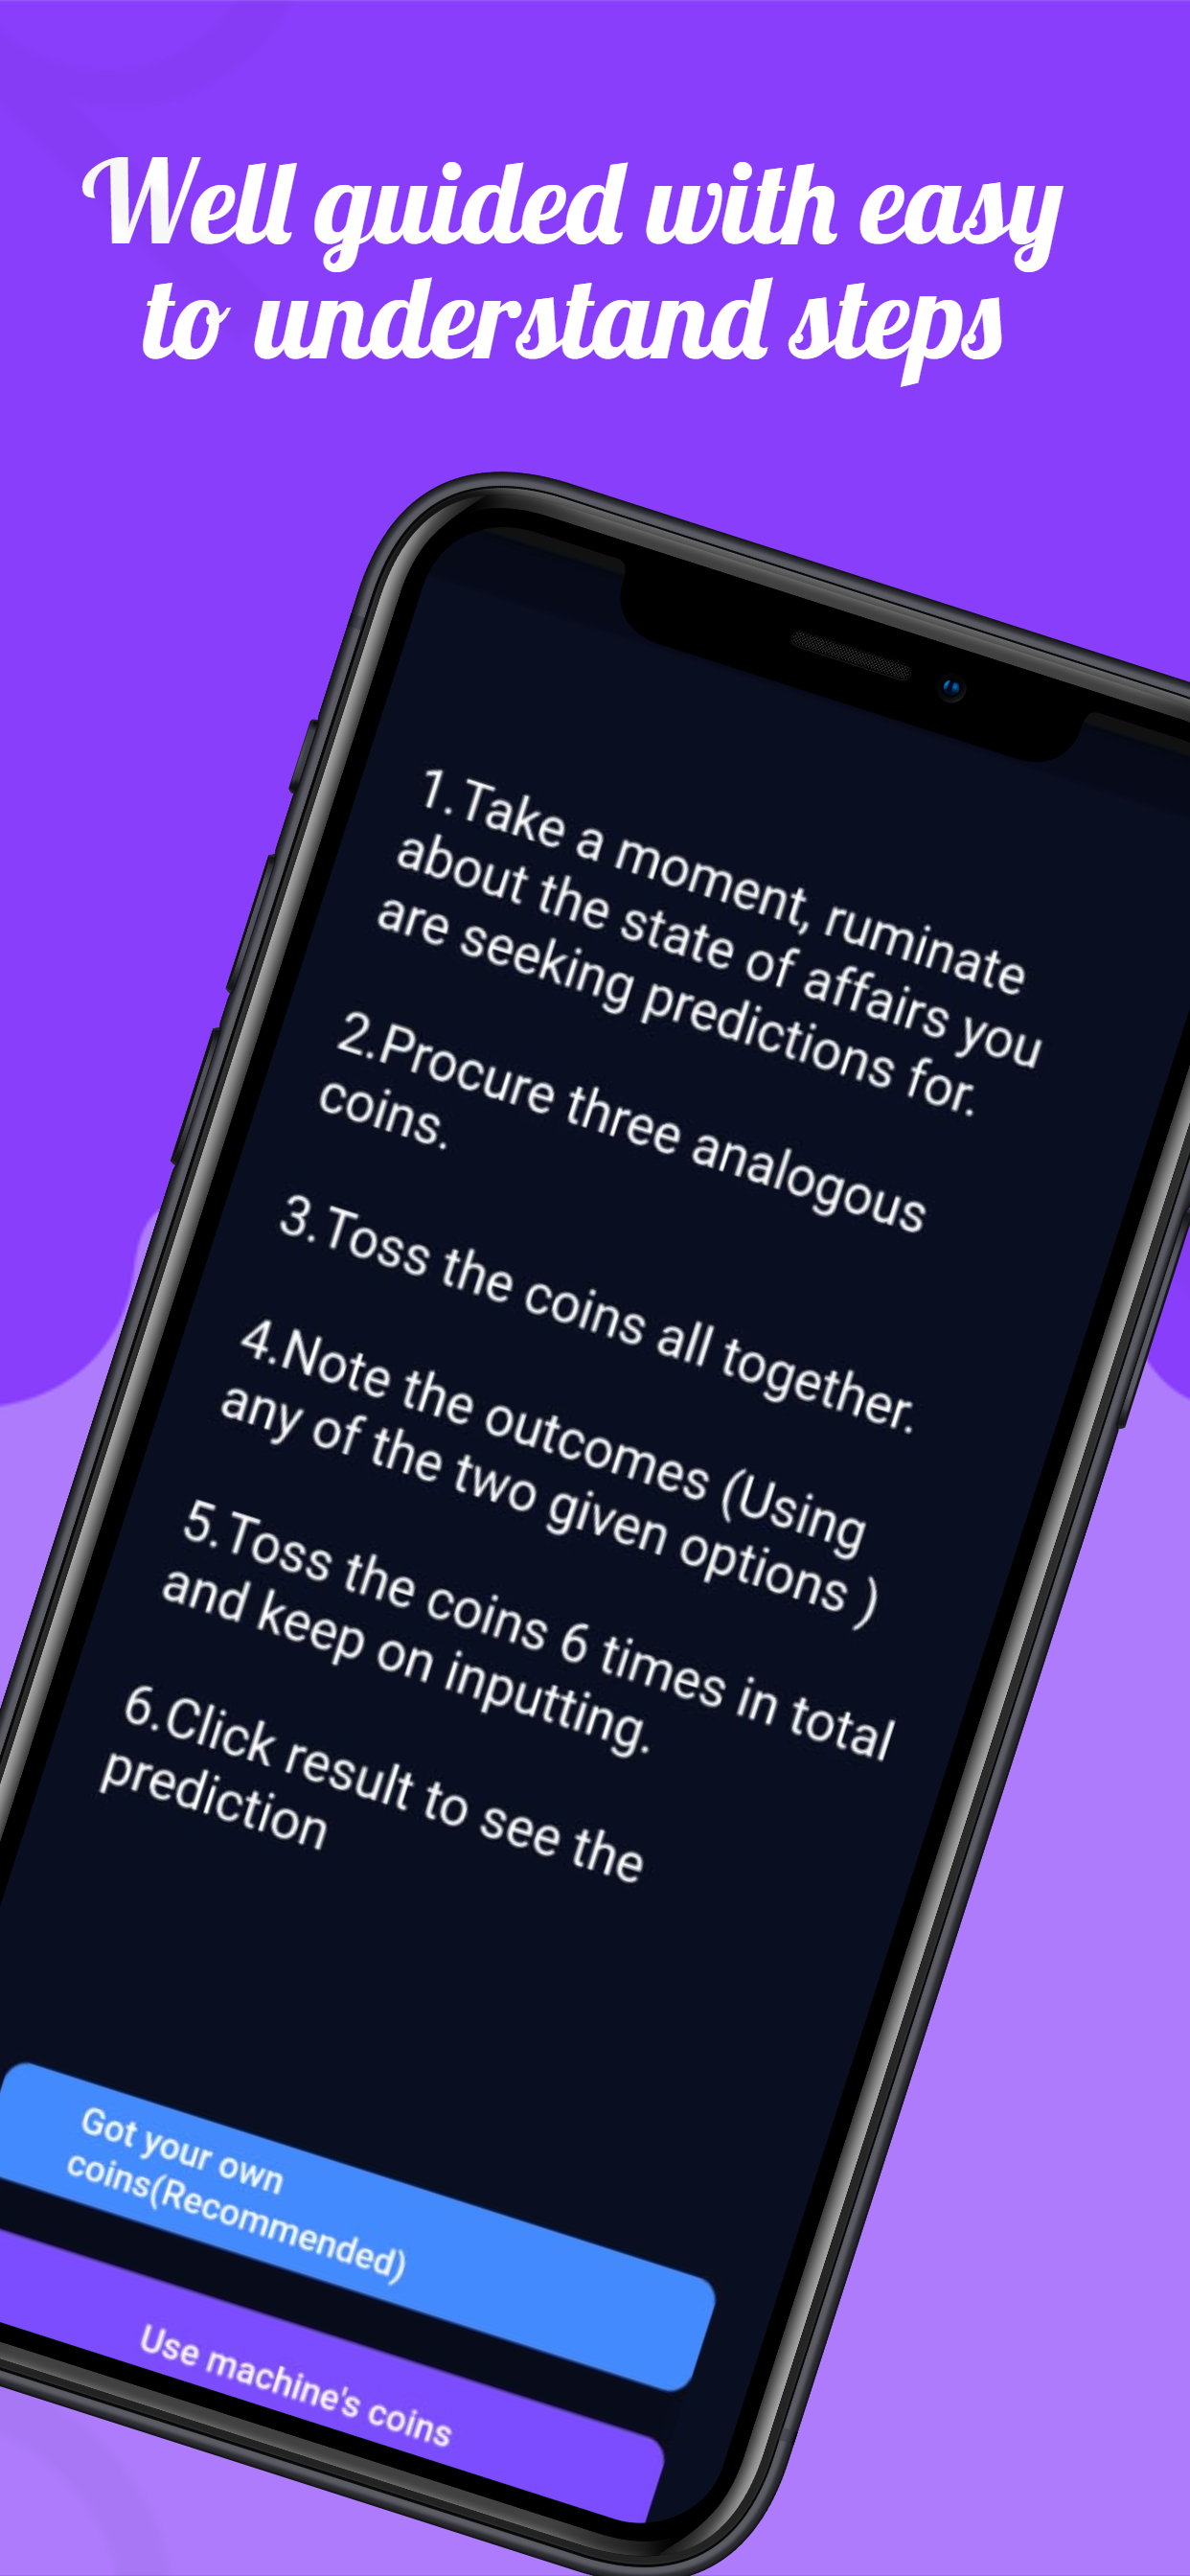 Well guided with easy
to understand steps
1.Take a moment, ruminate
about the state of affairs you
are seeking predictions for.
2.Procure three analogous
coins.
3.Toss the coins all together.
4.Note the outcomes (Using
any of the two given options )
5.Toss the coins 6 times in total
and keep on inputting.
6.Click result to see the
prediction
Got your own
coins(Recommended)
Use machine's coins